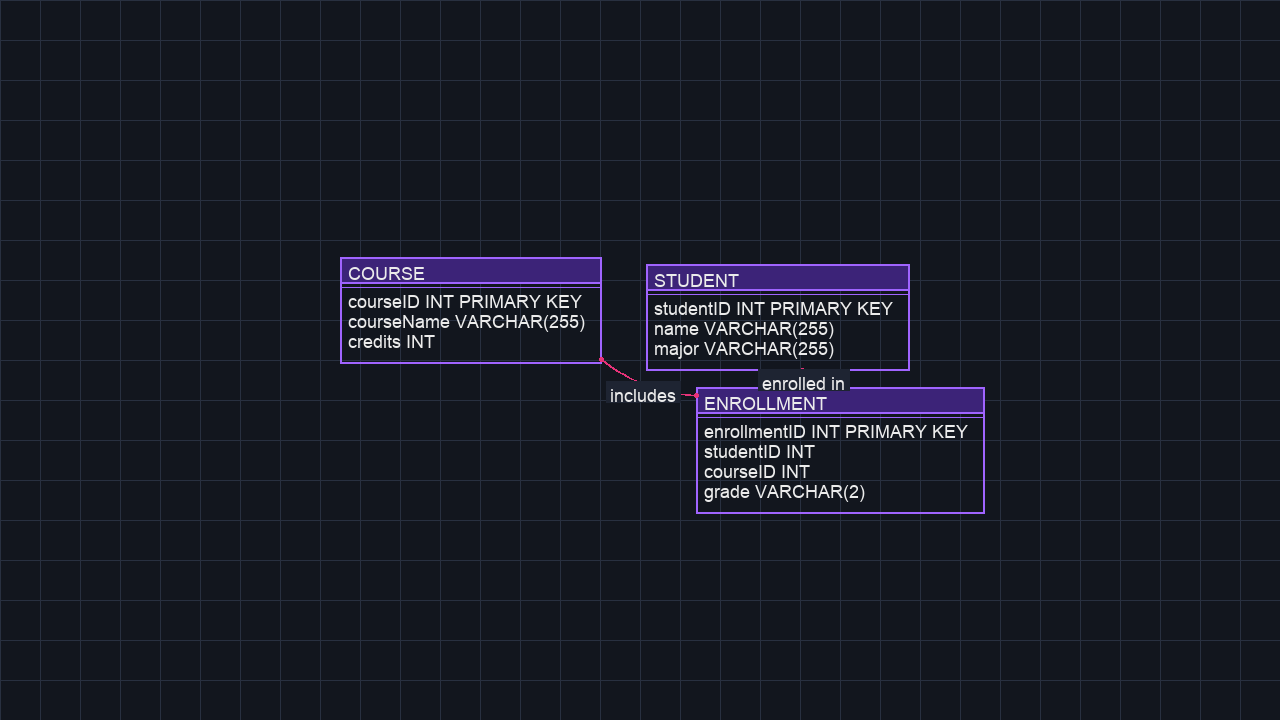 COURSE
courseID INT PRIMARY KEY
courseName VARCHAR(255)
credits INT
STUDENT
studentID INT PRIMARY KEY
name VARCHAR(255)
major VARCHAR(255)
includes
enrolled in
ENROLLMENT
enrollmentID INT PRIMARY KEY
studentID INT
courseID INT
grade VARCHAR(2)